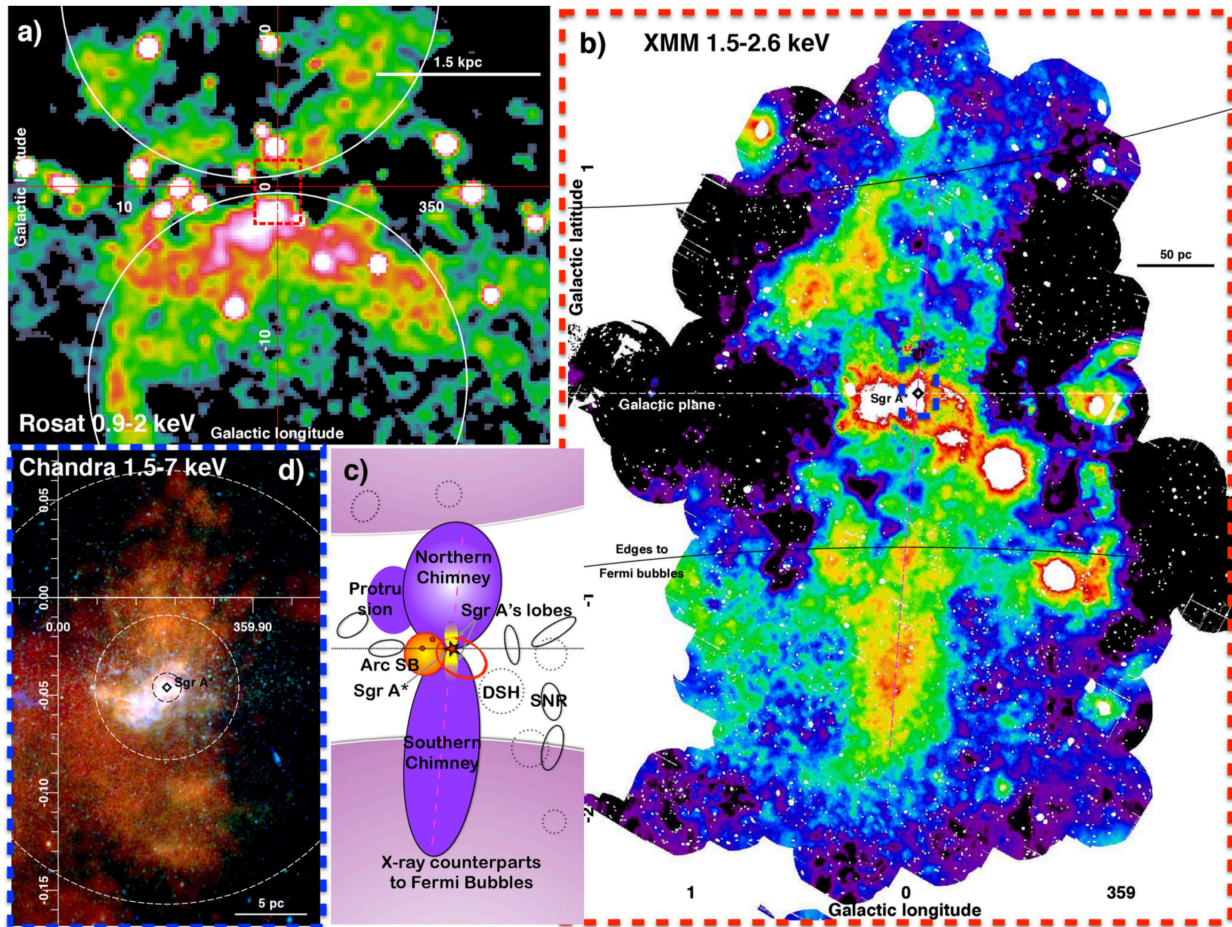 a)
1.5 kpc
Galactic latitude
10
0
350
-10
Rosat 0.9-2 keV
Galactic longitude
b)
XMM 1.5-2.6 keV
1
Galactic latitude
50 pc
Sgr A
Galactic plane
Edges to
Fermi bubbles
-1
-2
1
0
359
Galactic longitude
Chandra 1.5-7 keV
d)
0.05
0.00
0.00
359.90
Sgr A
-0.05
-0.10
-0.15
5 pc
c)
Northern
Chimney
Protru
sion
Sgr A's lobes
Arc SB
Sgr A*
DSH
SNR
Southern
Chimney
X-ray counterparts
to Fermi Bubbles